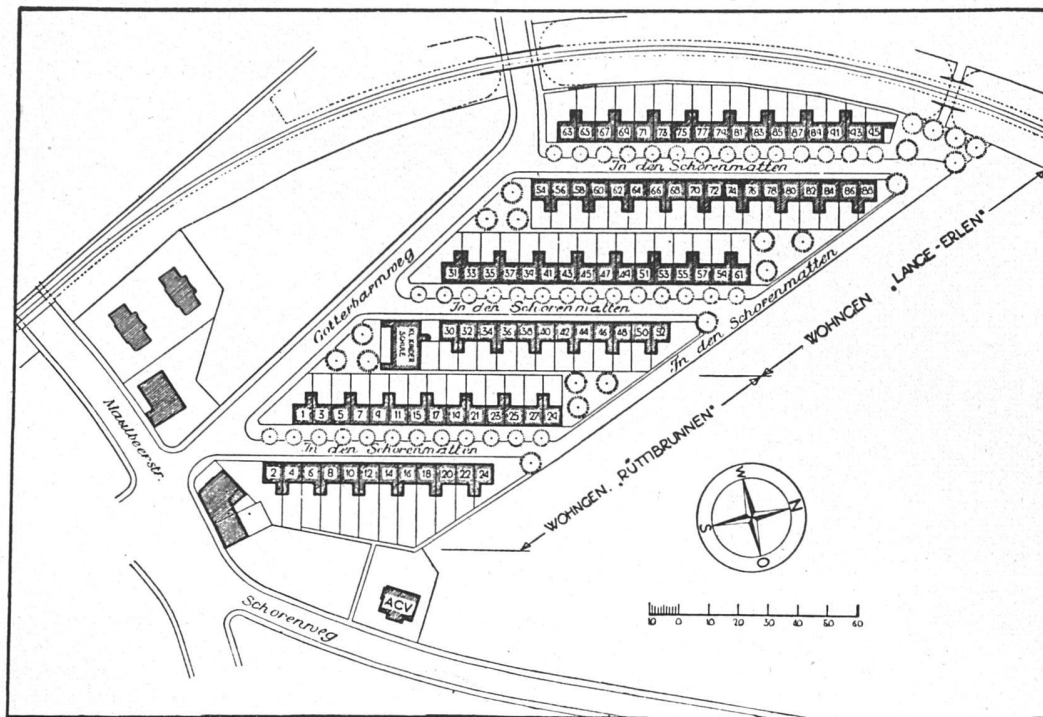 63 63 67 69 71 73 75 77 79 81 83 85 87 89 91 93 95
In den Schorenmatten
54 56 58 60 62 64 66 68 70 72 74 76 78 80 82 84 86 88
31 33 35 37 39 41 43 45 47 49 51 53 55 57 59 61
In den Schorenmatten
In den Schorenmatten
Gotterbarmweg
KL. KINDER
SCHULE
30 32 34 36 38 40 42 44 46 48 50 52
1 3 5 7 9 11 15 17 19 21 23 25 27 29
In den Schorenmatten
2 4 6 8 10 12 14 16 18 20 22 24
Maulbeerstr.
Schorenweg
ACV
WOHNGEN. „RÜTTIBRUNNEN"
WOHNGEN. „LANGE-ERLEN"
W
N
S
O
10 0 10 20 30 40 50 60